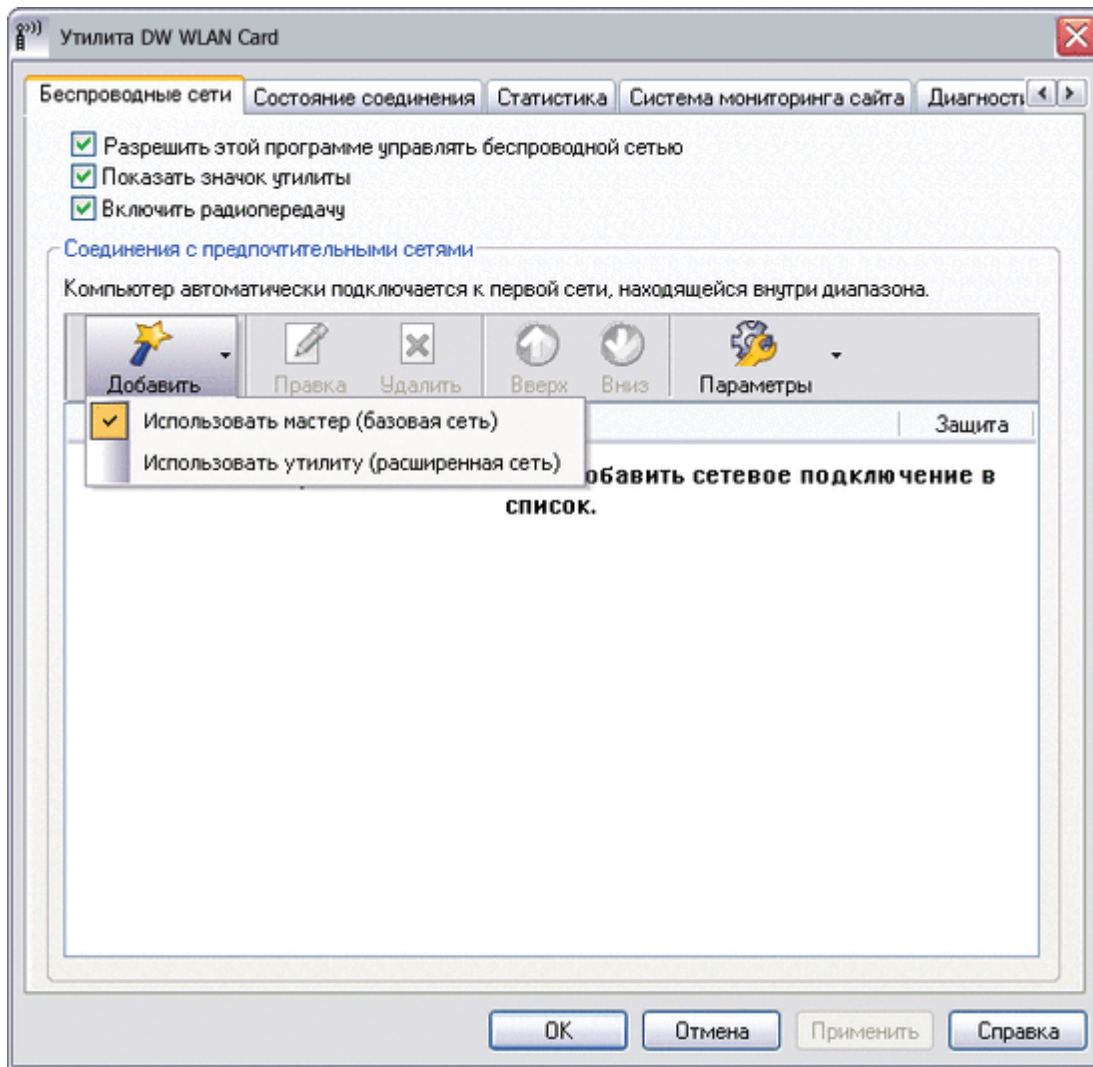 Утилита DW WLAN Card
Беспроводные сети Состояние соединения Статистика Система мониторинга сайта Диагности
Разрешить этой программе управлять беспроводной сетью
Показать значок утилиты
Включить радиопередачу
Соединения с предпочтительными сетями
Компьютер автоматически подключается к первой сети, находящейся внутри диапазона.
Добавить Правка Удалить Вверх Вниз Параметры
Использовать мастер (базовая сеть) Защита
Использовать утилиту (расширенная сеть)
обавить сетевое подключение в
список.
OK Отмена Применить Справка